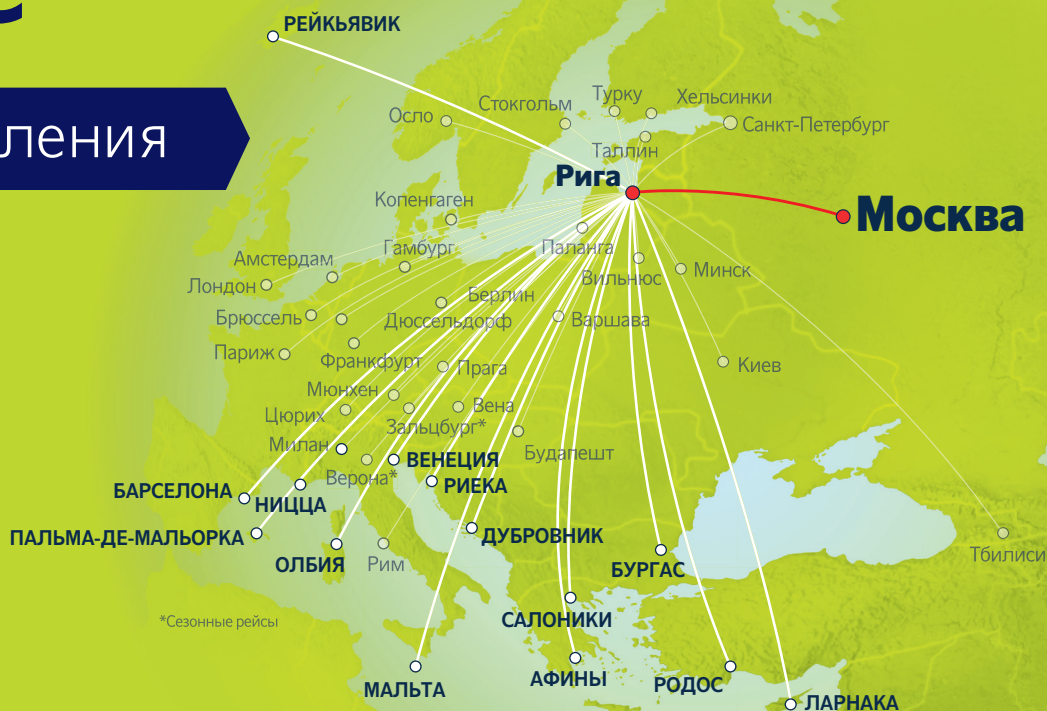 РЕЙКЬЯВИК
Осло
Стокгольм
Турку
Хельсинки
Санкт-Петербург
ления
Таллин
Рига
Москва
Копенгаген
Гамбург
Паланга
Амстердам
Вильнюс
Минск
Лондон
Берлин
Брюссель
Дюссельдорф
Варшава
Париж
Франкфурт
Прага
Киев
Мюнхен
Вена
Цюрих
Зальцбург*
Милан
Будапешт
Верона*
ВЕНЕЦИЯ
РИЕКА
БАРСЕЛОНА
НИЦЦА
ПАЛЬМА-ДЕ-МАЛЬОРКА
ДУБРОВНИК
ОЛБИЯ
Рим
БУРГАС
Тбилиси
*Сезонные рейсы
САЛОНИКИ
АФИНЫ
МАЛЬТА
РОДОС
ЛАРНАКА